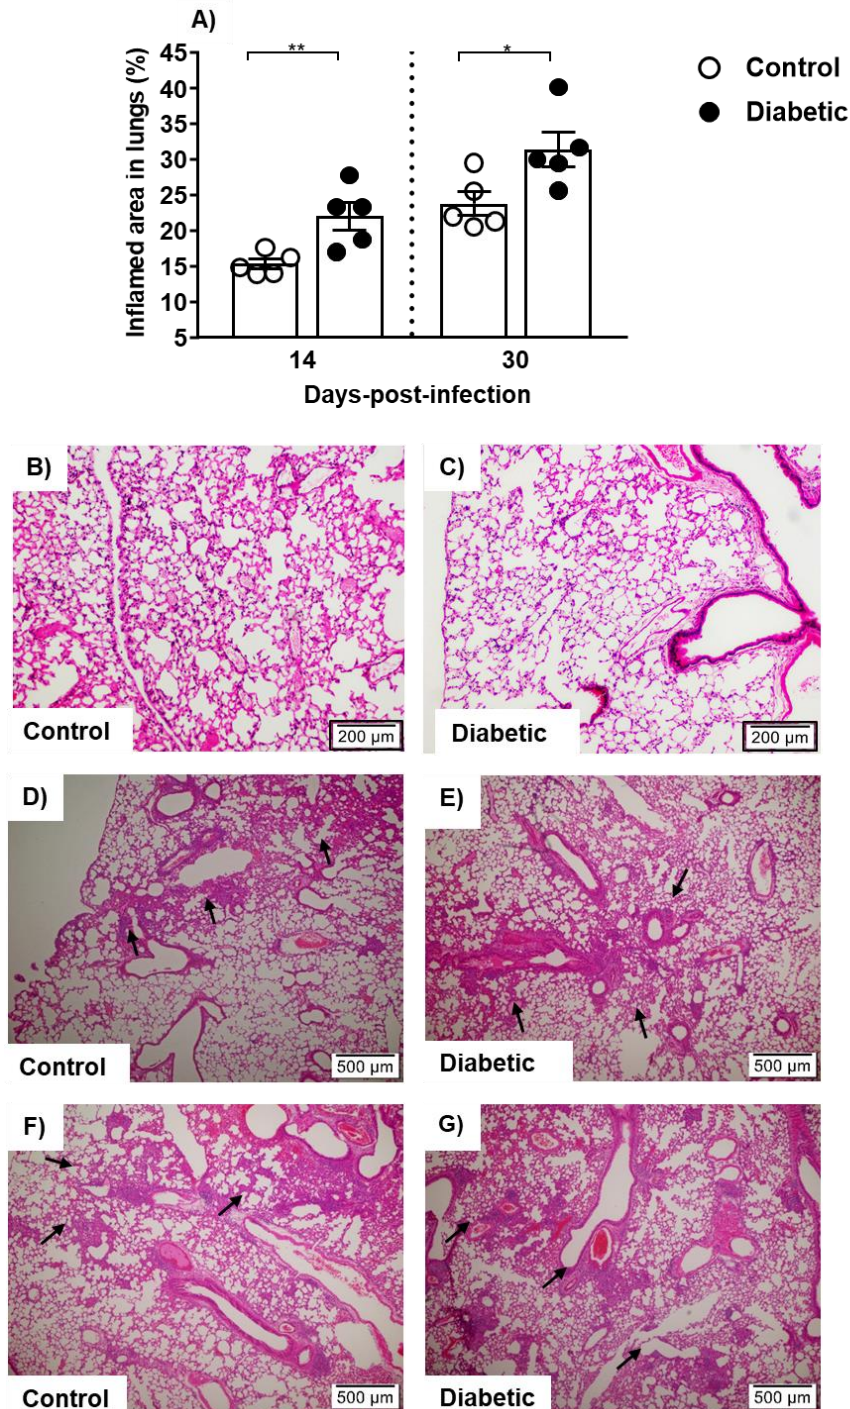 A)
Inflamed area in lungs (%)
45
40
35
30
25
20
15
10
5
**
*
Control
Diabetic
14
30
Days-post-infection
B)
Control
200 µm
C)
Diabetic
200 µm
D)
Control
500 µm
E)
Diabetic
500 µm
F)
Control
500 µm
G)
Diabetic
500 µm